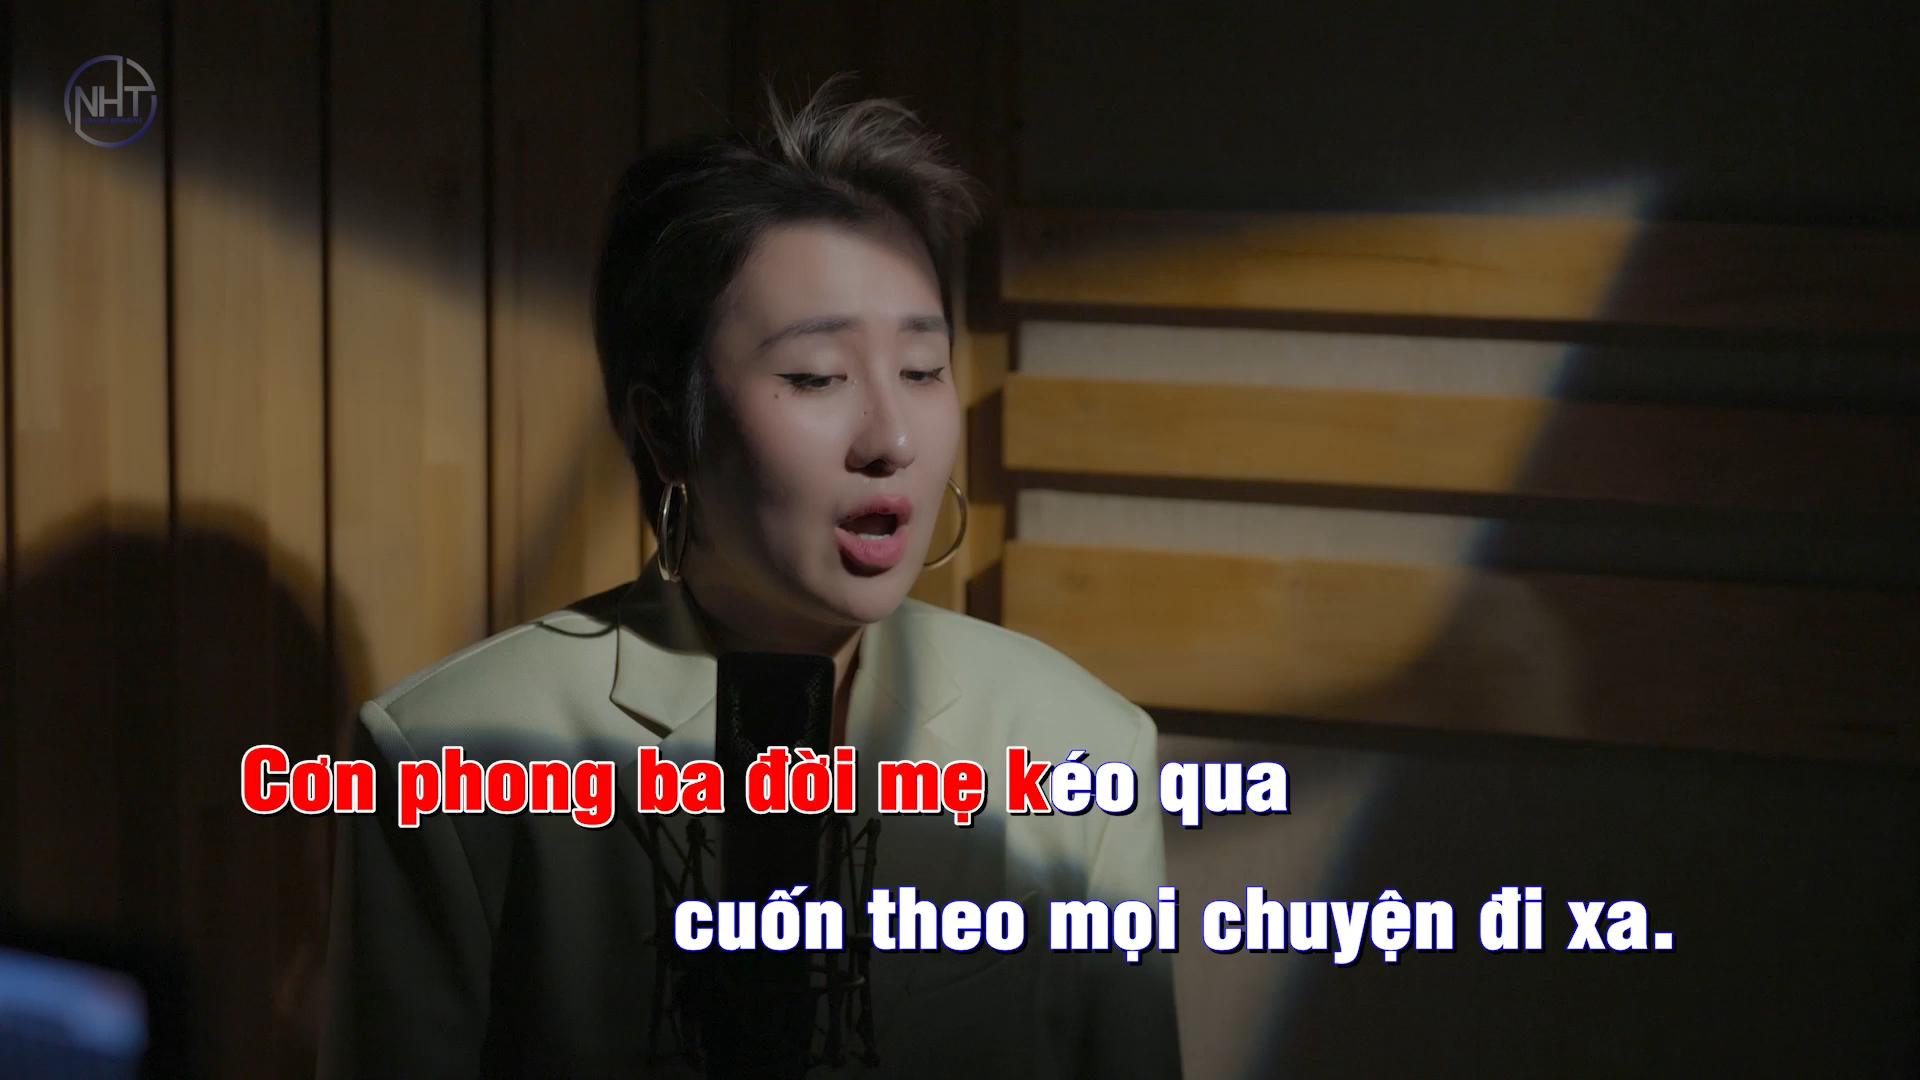 NHT
Cơn phong ba đời mẹ kéo qua
cuốn theo mọi chuyện đi xa.